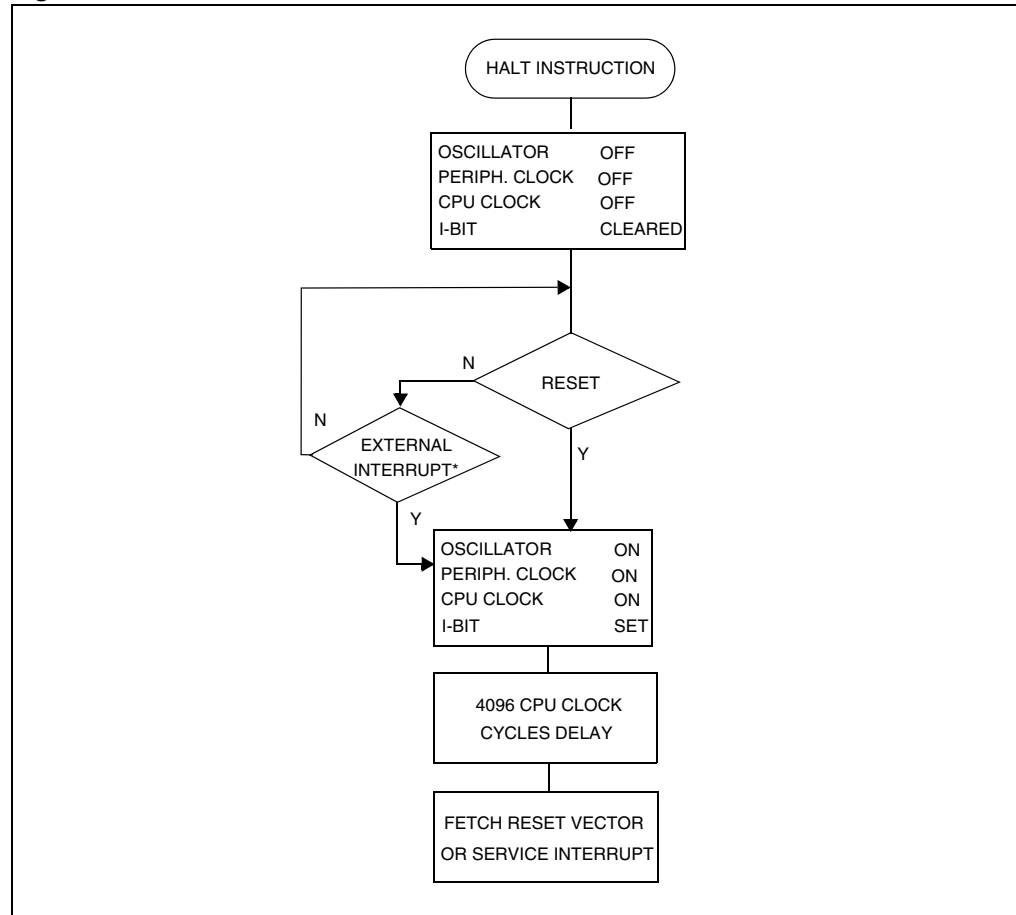 HALT INSTRUCTION
OSCILLATOR OFF
PERIPH. CLOCK OFF
CPU CLOCK OFF
I-BIT CLEARED
N
RESET
N
EXTERNAL
INTERRUPT*
Y
Y
OSCILLATOR ON
PERIPH. CLOCK ON
CPU CLOCK ON
I-BIT SET
4096 CPU CLOCK
CYCLES DELAY
FETCH RESET VECTOR
OR SERVICE INTERRUPT